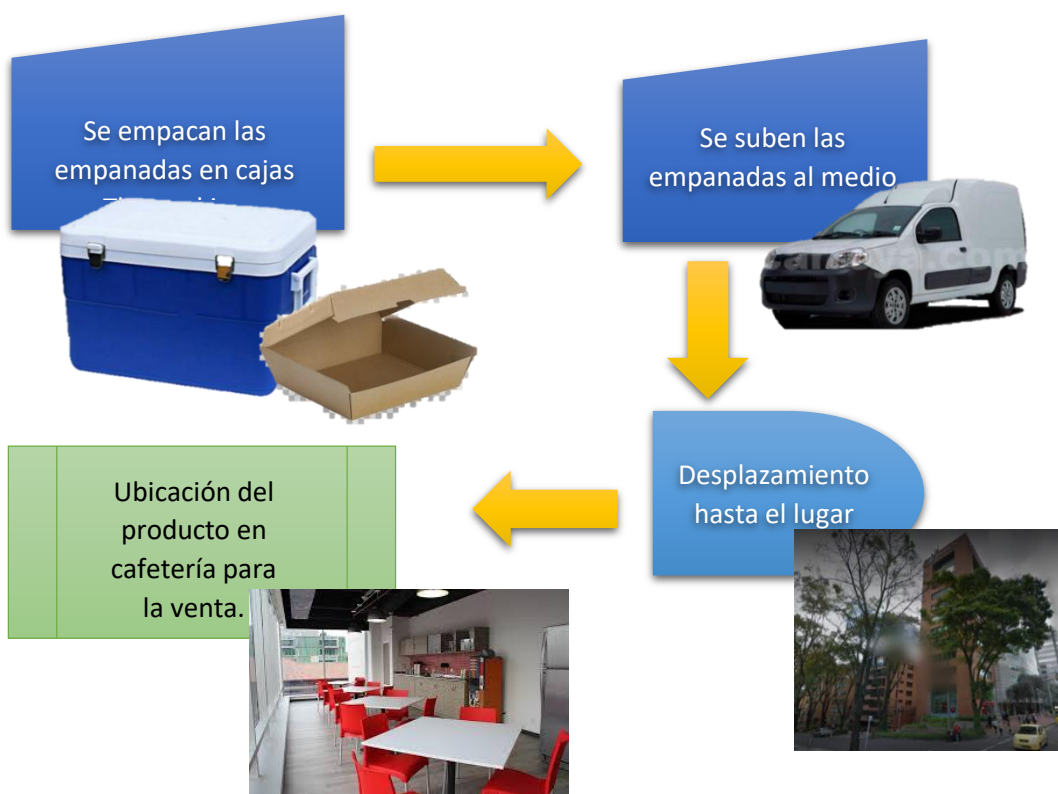 Se empacan las
empanadas en cajas
Se suben las
empanadas al medio
Desplazamiento
hasta el lugar
Ubicación del
producto en
cafetería para
la venta.